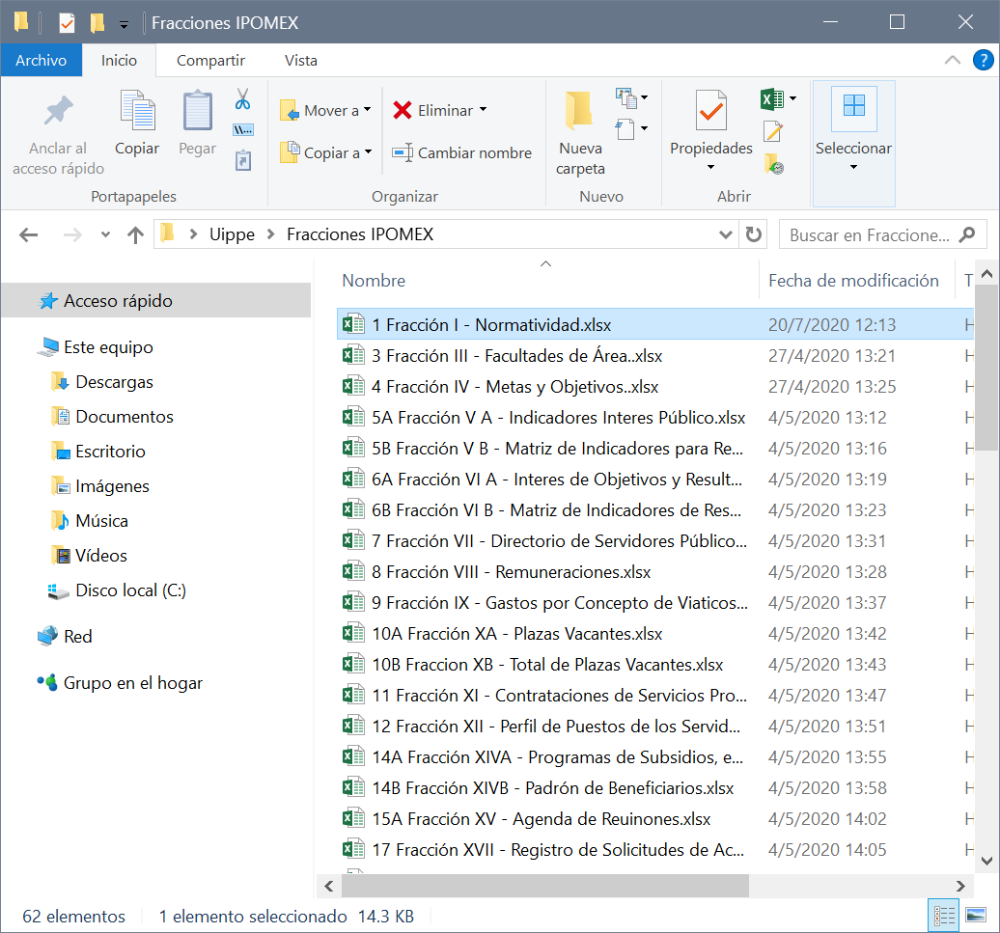 Fracciones IPOMEX
Archivo Inicio Compartir Vista
Anclar al acceso rápido
Copiar
Pegar
Portapapeles
Mover a
Copiar a
Eliminar
Cambiar nombre
Organizar
Nueva carpeta
Nuevo
Propiedades
Abrir
Seleccionar
Uippe Fracciones IPOMEX
Buscar en Fraccione...
Acceso rápido
Este equipo
Descargas
Documentos
Escritorio
Imágenes
Música
Vídeos
Disco local (C:)
Red
Grupo en el hogar
Nombre Fecha de modificación T
1 Fracción I - Normatividad.xlsx 20/7/2020 12:13 H
3 Fracción III - Facultades de Área..xlsx 27/4/2020 13:21 H
4 Fracción IV - Metas y Objetivos..xlsx 27/4/2020 13:25 H
5A Fracción V A - Indicadores Interes Público.xlsx 4/5/2020 13:12 H
5B Fracción V B - Matriz de Indicadores para Re... 4/5/2020 13:16 H
6A Fracción VI A - Interes de Objetivos y Result... 4/5/2020 13:19 H
6B Fracción VI B - Matriz de Indicadores de Res... 4/5/2020 13:23 H
7 Fracción VII - Directorio de Servidores Público... 4/5/2020 13:31 H
8 Fracción VIII - Remuneraciones.xlsx 4/5/2020 13:28 H
9 Fracción IX - Gastos por Concepto de Viaticos... 4/5/2020 13:37 H
10A Fracción XA - Plazas Vacantes.xlsx 4/5/2020 13:42 H
10B Fraccion XB - Total de Plazas Vacantes.xlsx 4/5/2020 13:43 H
11 Fracción XI - Contrataciones de Servicios Pro... 4/5/2020 13:47 H
12 Fracción XII - Perfil de Puestos de los Servid... 4/5/2020 13:51 H
14A Fracción XIVA - Programas de Subsidios, e... 4/5/2020 13:55 H
14B Fracción XIVB - Padrón de Beneficiarios.xlsx 4/5/2020 13:58 H
15A Fracción XV - Agenda de Reuinones.xlsx 4/5/2020 14:02 H
17 Fracción XVII - Registro de Solicitudes de Ac... 4/5/2020 14:05 H
62 elementos 1 elemento seleccionado 14.3 KB